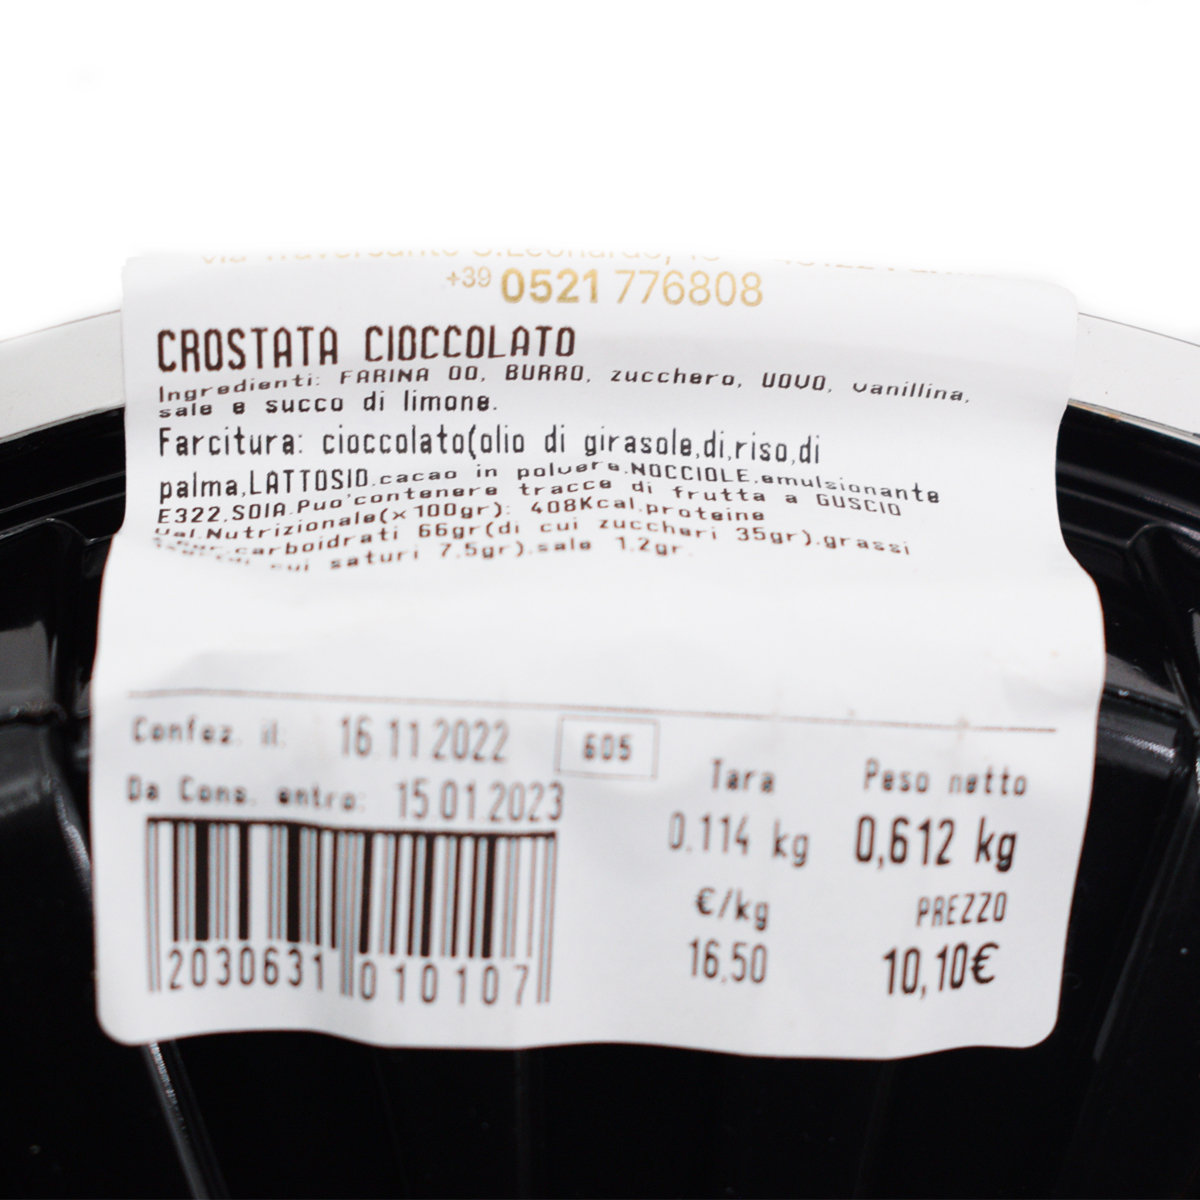 +39 0521 776808
CROSTATA CIOCCOLATO
Ingredienti: FARINA 00, BURRO, zucchero, UOVO, vanillina,
sale e succo di limone.
Farcitura: cioccolato(olio di girasole,di,riso,di
palma,LATTOSIO,cacao in polvere,NOCCIOLE,emulsionante
E322,SOIA.Puo'contenere tracce di frutta a GUSCIO
Val.Nutrizionale(x100gr): 408Kcal,proteine
carboidrati 66gr(di cui zuccheri 35gr),grassi
cui saturi 7.5gr),sale 1.2gr
Confez. il: 16.11.2022 605
Da Cons. entro: 15.01.2023
Tara Peso netto
0.114 kg 0,612 kg
€/kg PREZZO
16,50 10,10€
2030631 010107